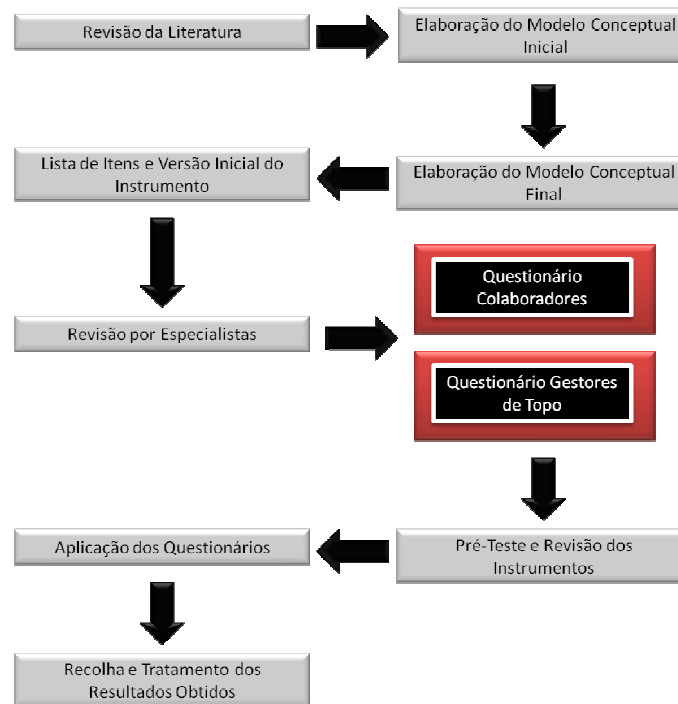 Revisão da Literatura
Elaboração do Modelo Conceptual
Inicial
Elaboração do Modelo Conceptual
Final
Lista de Itens e Versão Inicial do
Instrumento
Revisão por Especialistas
Questionário
Colaboradores
Questionário Gestores
de Topo
Pré-Teste e Revisão dos
Instrumentos
Aplicação dos Questionários
Recolha e Tratamento dos
Resultados Obtidos